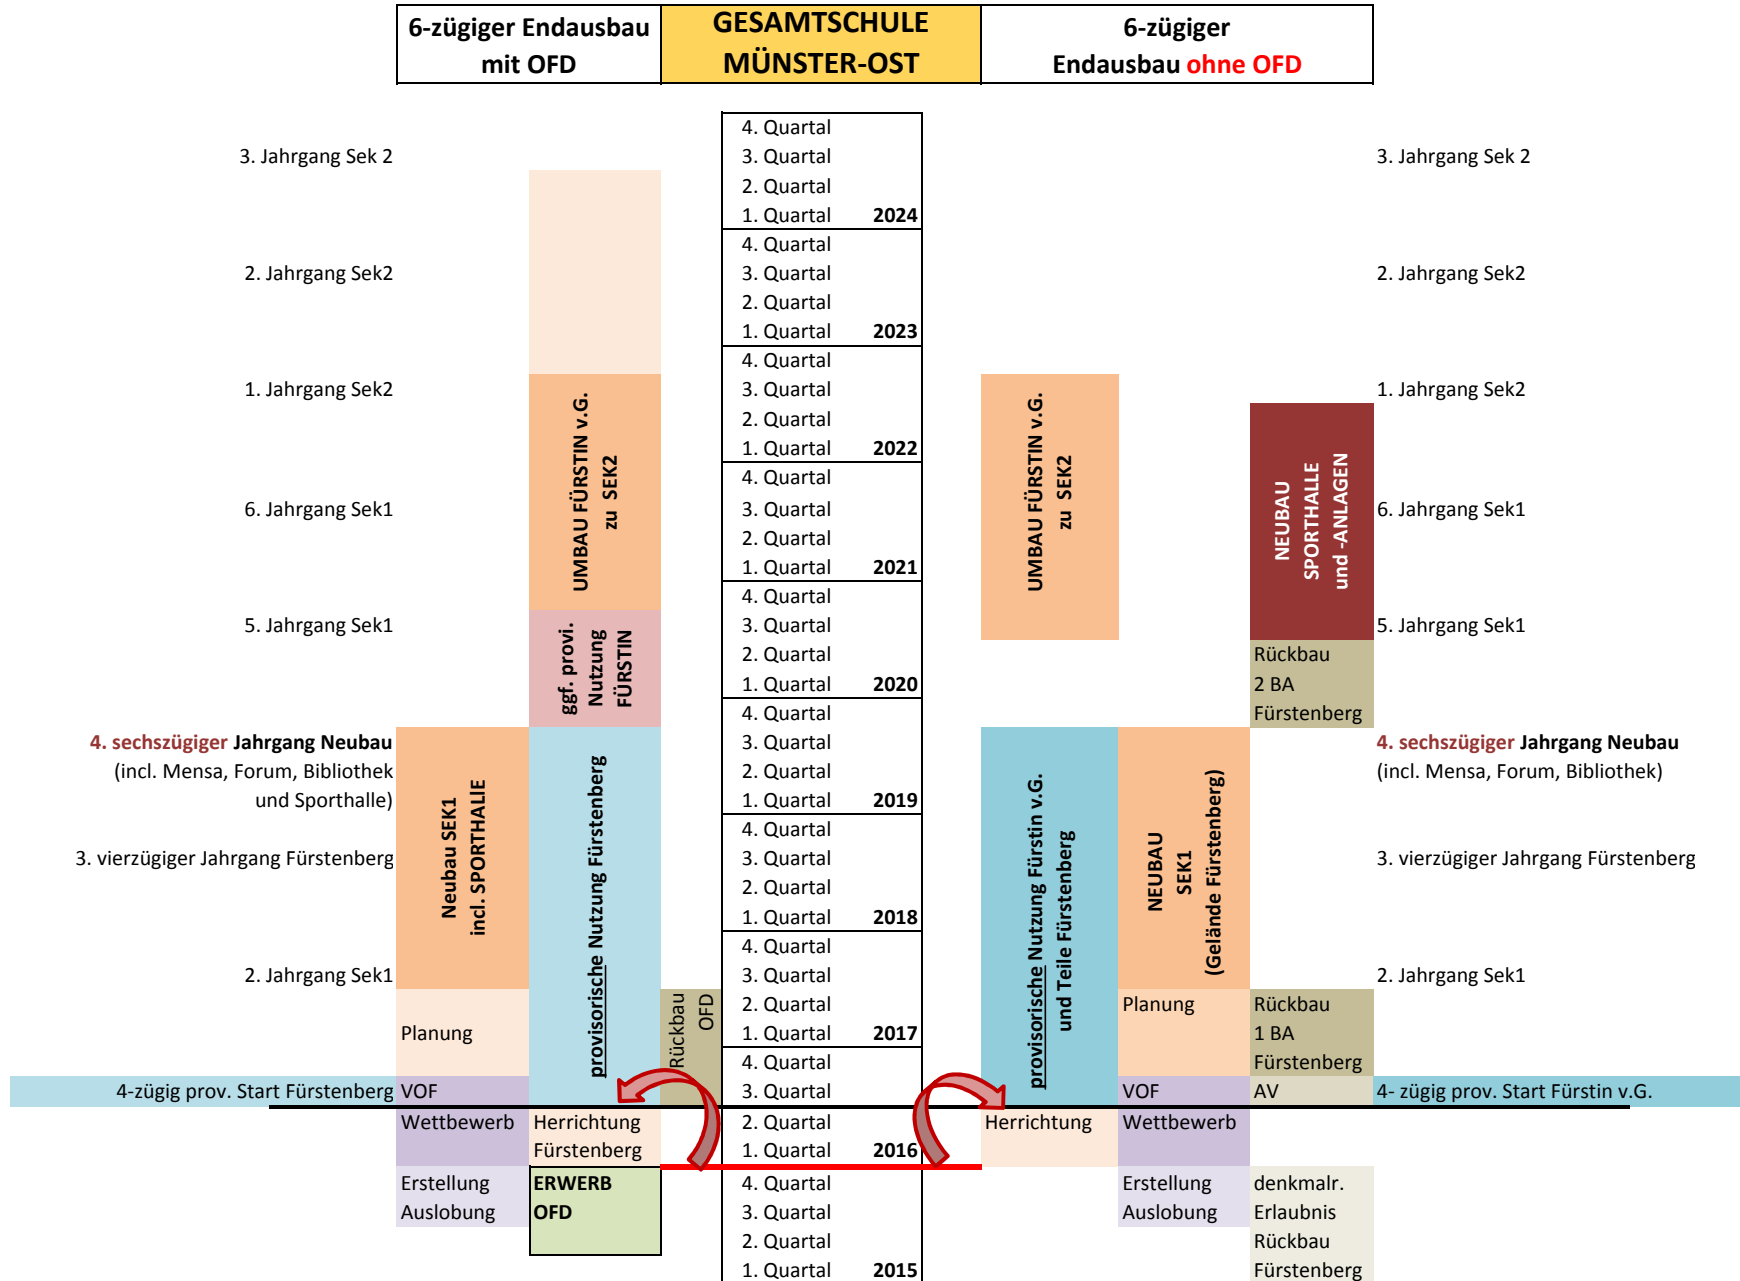 6-zügiger Endausbau
mit OFD
GESAMTSCHULE
MÜNSTER-OST
6-zügiger
Endausbau ohne OFD
4. Quartal
3. Jahrgang Sek 2
3. Quartal
3. Jahrgang Sek 2
2. Quartal
1. Quartal 2024
4. Quartal
2. Jahrgang Sek2
3. Quartal
2. Jahrgang Sek2
2. Quartal
1. Quartal 2023
4. Quartal
1. Jahrgang Sek2
3. Quartal
1. Jahrgang Sek2
2. Quartal
1. Quartal 2022
UMBAU FÜRSTIN v.G.
zu SEK2
UMBAU FÜRSTIN v.G.
zu SEK2
NEUBAU
SPORTHALLE
und -ANLAGEN
4. Quartal
6. Jahrgang Sek1
3. Quartal
6. Jahrgang Sek1
2. Quartal
1. Quartal 2021
4. Quartal
5. Jahrgang Sek1
3. Quartal
5. Jahrgang Sek1
2. Quartal
1. Quartal 2020
ggf. provi.
Nutzung
FÜRSTIN
Rückbau
2 BA
Fürstenberg
4. Quartal
4. sechszügiger Jahrgang Neubau
(incl. Mensa, Forum, Bibliothek
und Sporthalle)
3. Quartal
2. Quartal
1. Quartal 2019
4. sechszügiger Jahrgang Neubau
(incl. Mensa, Forum, Bibliothek)
Neubau SEK1
incl. SPORTHALIE
provisorische Nutzung Fürstenberg
provisorische Nutzung Fürstin v.G.
und Teile Fürstenberg
NEUBAU
SEK1
(Gelände Fürstenberg)
4. Quartal
3. vierzügiger Jahrgang Fürstenberg
3. Quartal
3. vierzügiger Jahrgang Fürstenberg
2. Quartal
1. Quartal 2018
4. Quartal
2. Jahrgang Sek1
3. Quartal
2. Jahrgang Sek1
2. Quartal
1. Quartal 2017
Planung
Rückbau
OFD
Planung
Rückbau
1 BA
Fürstenberg
4. Quartal
4-zügig prov. Start Fürstenberg
VOF
3. Quartal
VOF
AV
4- zügig prov. Start Fürstin v.G.
Wettbewerb
Herrichtung
Fürstenberg
2. Quartal
1. Quartal 2016
Herrichtung
Wettbewerb
Erstellung
Auslobung
ERWERB
OFD
4. Quartal
3. Quartal
2. Quartal
1. Quartal 2015
Erstellung
Auslobung
denkmalr.
Erlaubnis
Rückbau
Fürstenberg